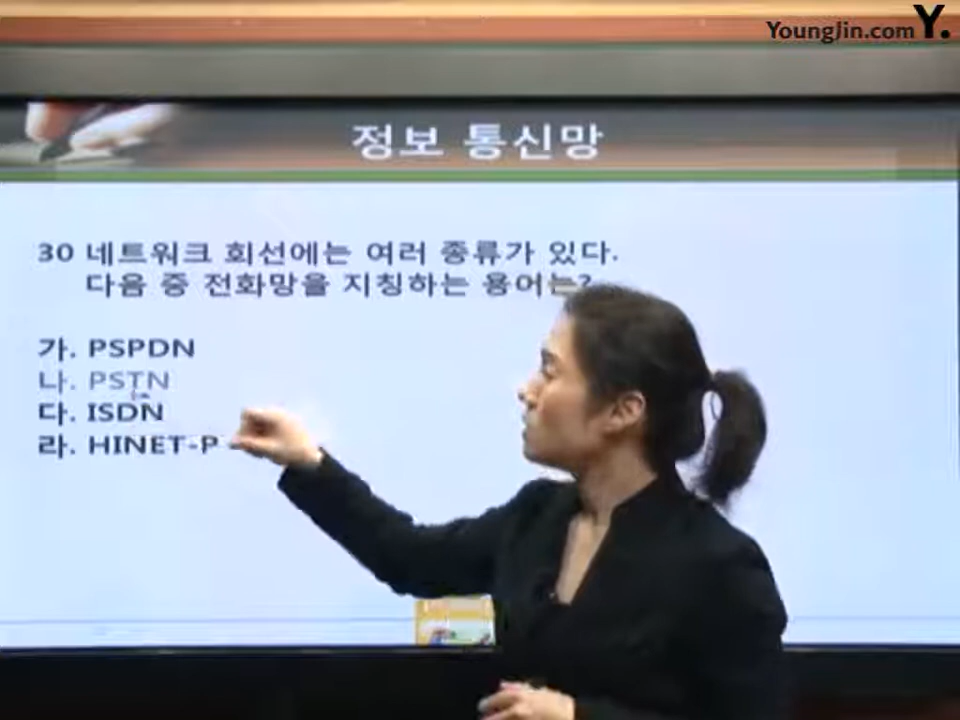 YoungJin.com Y.
정보 통신망
30 네트워크 회선에는 여러 종류가 있다.
다음 중 전화망을 지칭하는 용어는?
가. PSPDN
나. PSTN
다. ISDN
라. HINET-P